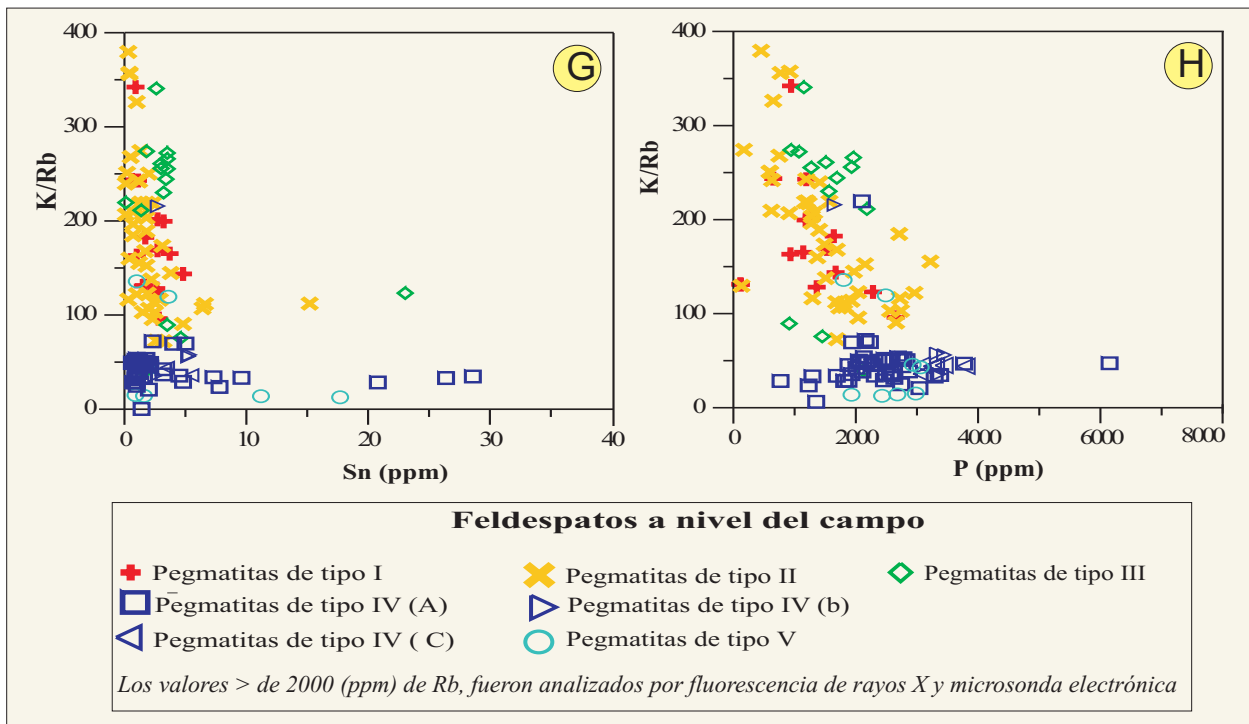 G
400
300
200
100
0
K/Rb
0
10
20
30
40
Sn (ppm)
H
400
300
200
100
0
K/Rb
0
2000
4000
6000
8000
P (ppm)
Feldespatos a nivel del campo
Pegmatitas de tipo I
Pegmatitas de tipo II
Pegmatitas de tipo III
Pegmatitas de tipo IV (A)
Pegmatitas de tipo IV (b)
Pegmatitas de tipo IV ( C)
Pegmatitas de tipo V
Los valores > de 2000 (ppm) de Rb, fueron analizados por fluorescencia de rayos X y microsonda electrónica